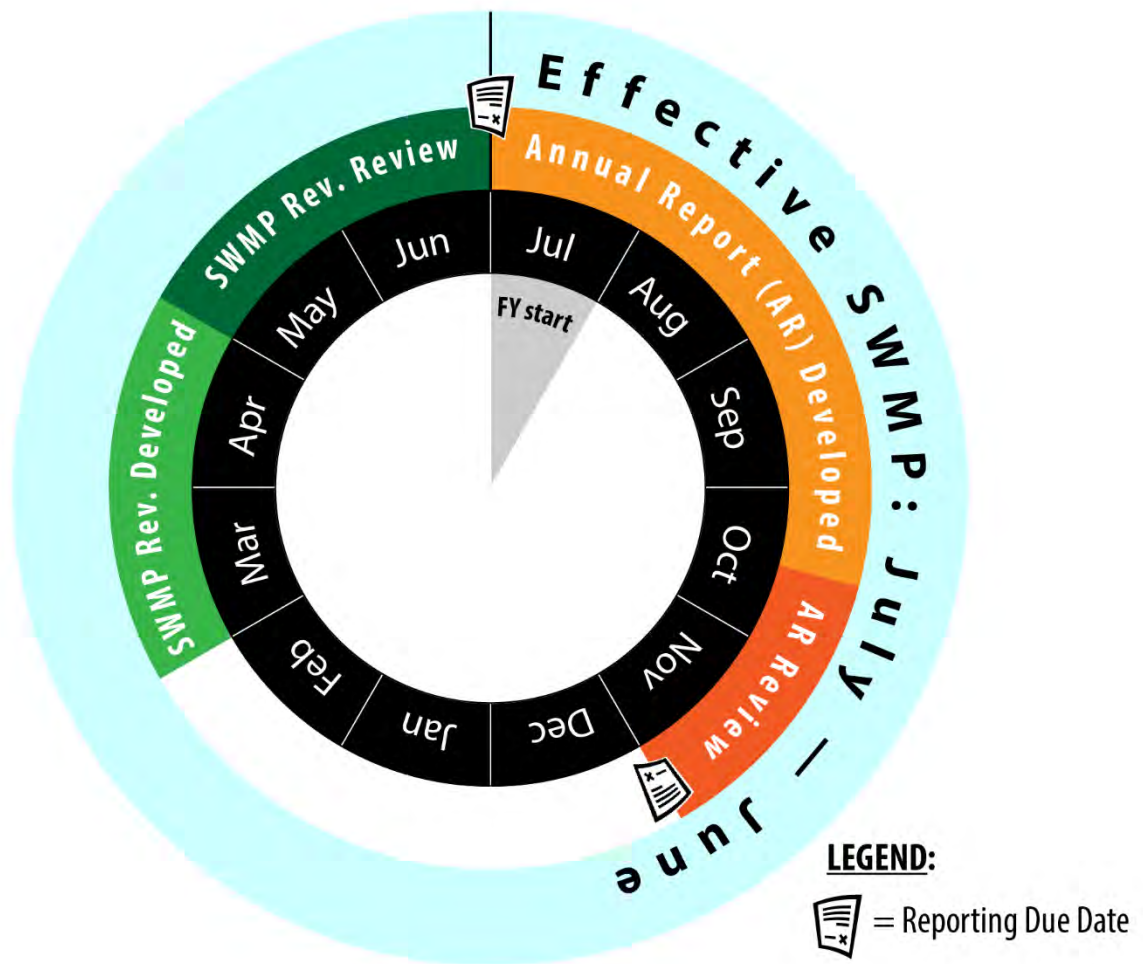 Effective SWMP: July – June
Annual Report (AR) Developed
AR Review
SWMP Rev. Developed
SWMP Rev. Review
Jul
Aug
Sep
Oct
Nov
Dec
Jan
Feb
Mar
Apr
May
Jun
FY start
LEGEND:
= Reporting Due Date